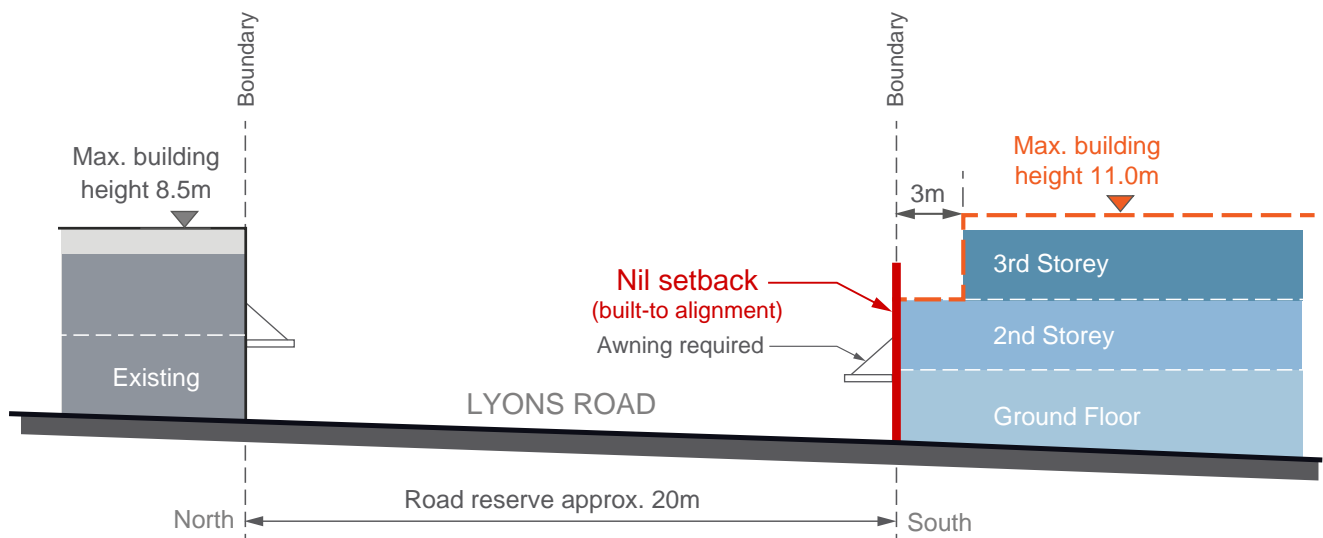 Boundary
Boundary
Max. building
height 8.5m
Max. building
height 11.0m
3m
3rd Storey
Nil setback
(built-to alignment)
2nd Storey
Awning required
Existing
LYONS ROAD
Ground Floor
Road reserve approx. 20m
North
South